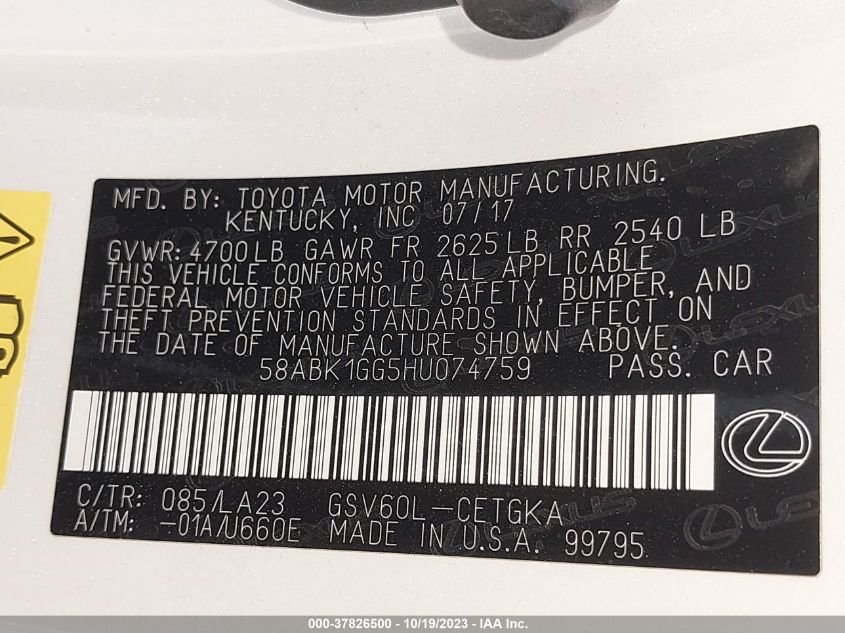 MFD. BY: TOYOTA MOTOR MANUFACTURING.
KENTUCKY, INC 07/17
GVWR: 4700LB GAWR FR 2625LB RR 2540 LB
THIS VEHICLE CONFORMS TO ALL APPLICABLE
FEDERAL MOTOR VEHICLE SAFETY, BUMPER, AND
THEFT PREVENTION STANDARDS IN EFFECT ON
THE DATE OF MANUFACTURE SHOWN ABOVE.
58ABK1GG5HU074759 PASS. CAR
C/TR: 085/LA23 GSV60L-CETGKA
A/TM: -01A/U660E MADE IN U.S.A. 99795
LEXUS
000-37826500 - 10/19/2023 - IAA Inc.